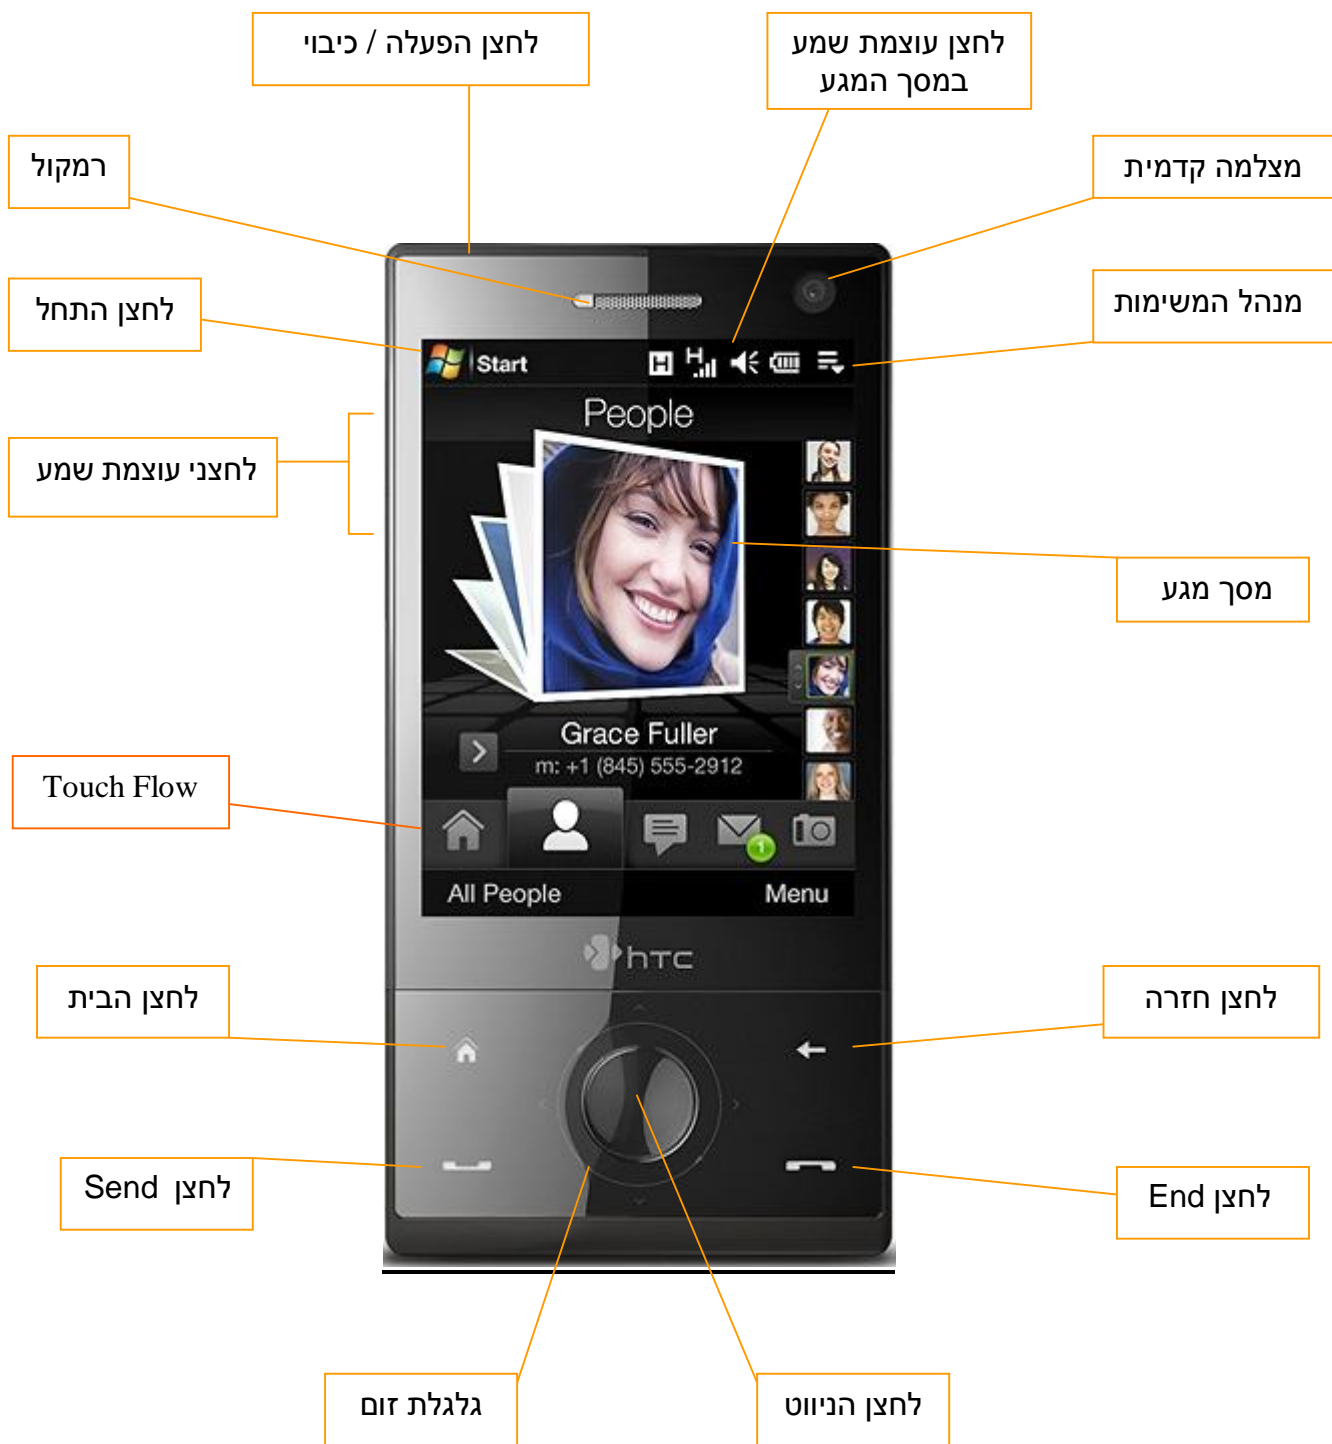 לחצן הפעלה / כיבוי
לחצן עוצמת שמע
במסך המגע
רמקול
מצלמה קדמית
לחצן התחל
מנהל המשימות
Start
People
לחצני עוצמת שמע
מסך מגע
Grace Fuller
m: +1 (845) 555-2912
Touch Flow
1
All People
Menu
hTC
לחצן הבית
לחצן חזרה
לחצן Send
לחצן End
גלגלת זום
לחצן הניווט